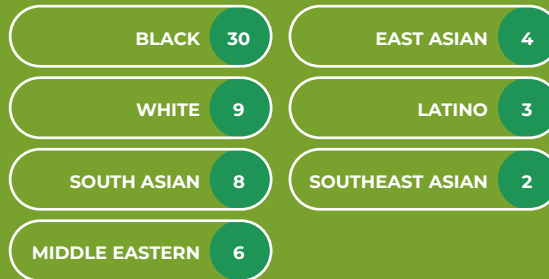 BLACK 30
EAST ASIAN 4
WHITE 9
LATINO 3
SOUTH ASIAN 8
SOUTHEAST ASIAN 2
MIDDLE EASTERN 6